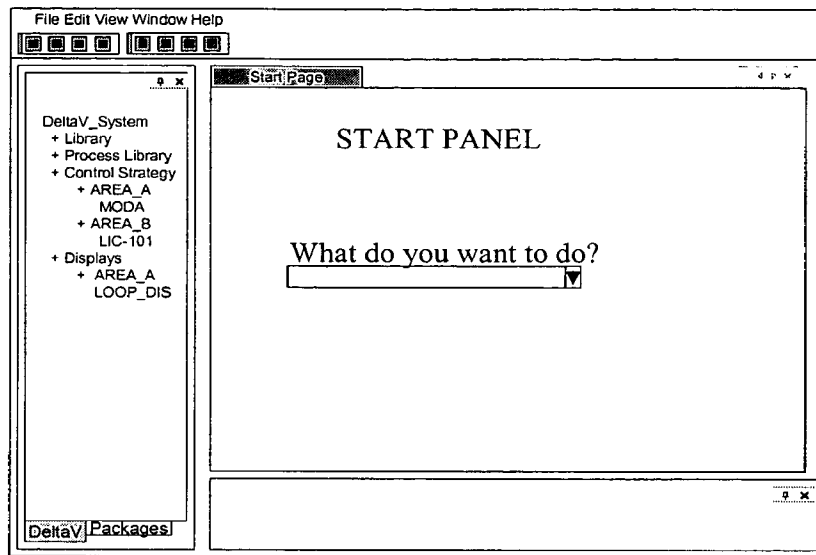 File Edit View Window Help
Start Page
DeltaV_System
+ Library
+ Process Library
+ Control Strategy
+ AREA_A
MODA
+ AREA_B
LIC-101
+ Displays
+ AREA_A
LOOP_DIS
DeltaV Packages
START PANEL
What do you want to do?